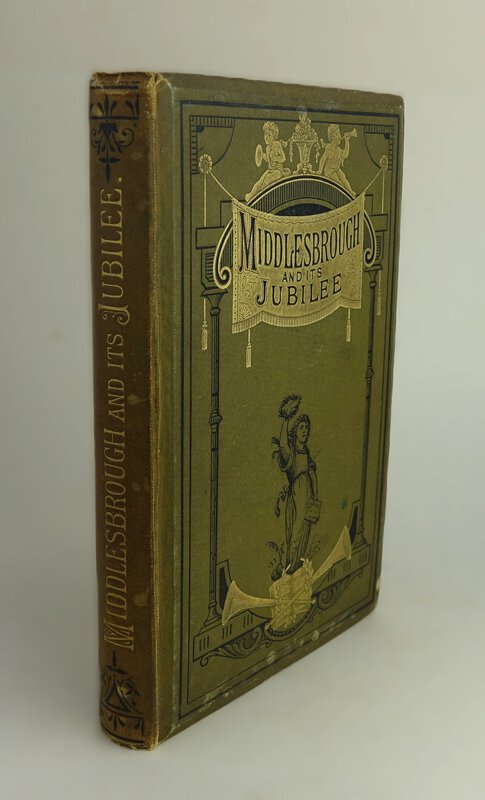 MIDDLESBROUGH AND ITS JUBILEE.
MIDDLESBROUGH
AND ITS
JUBILEE